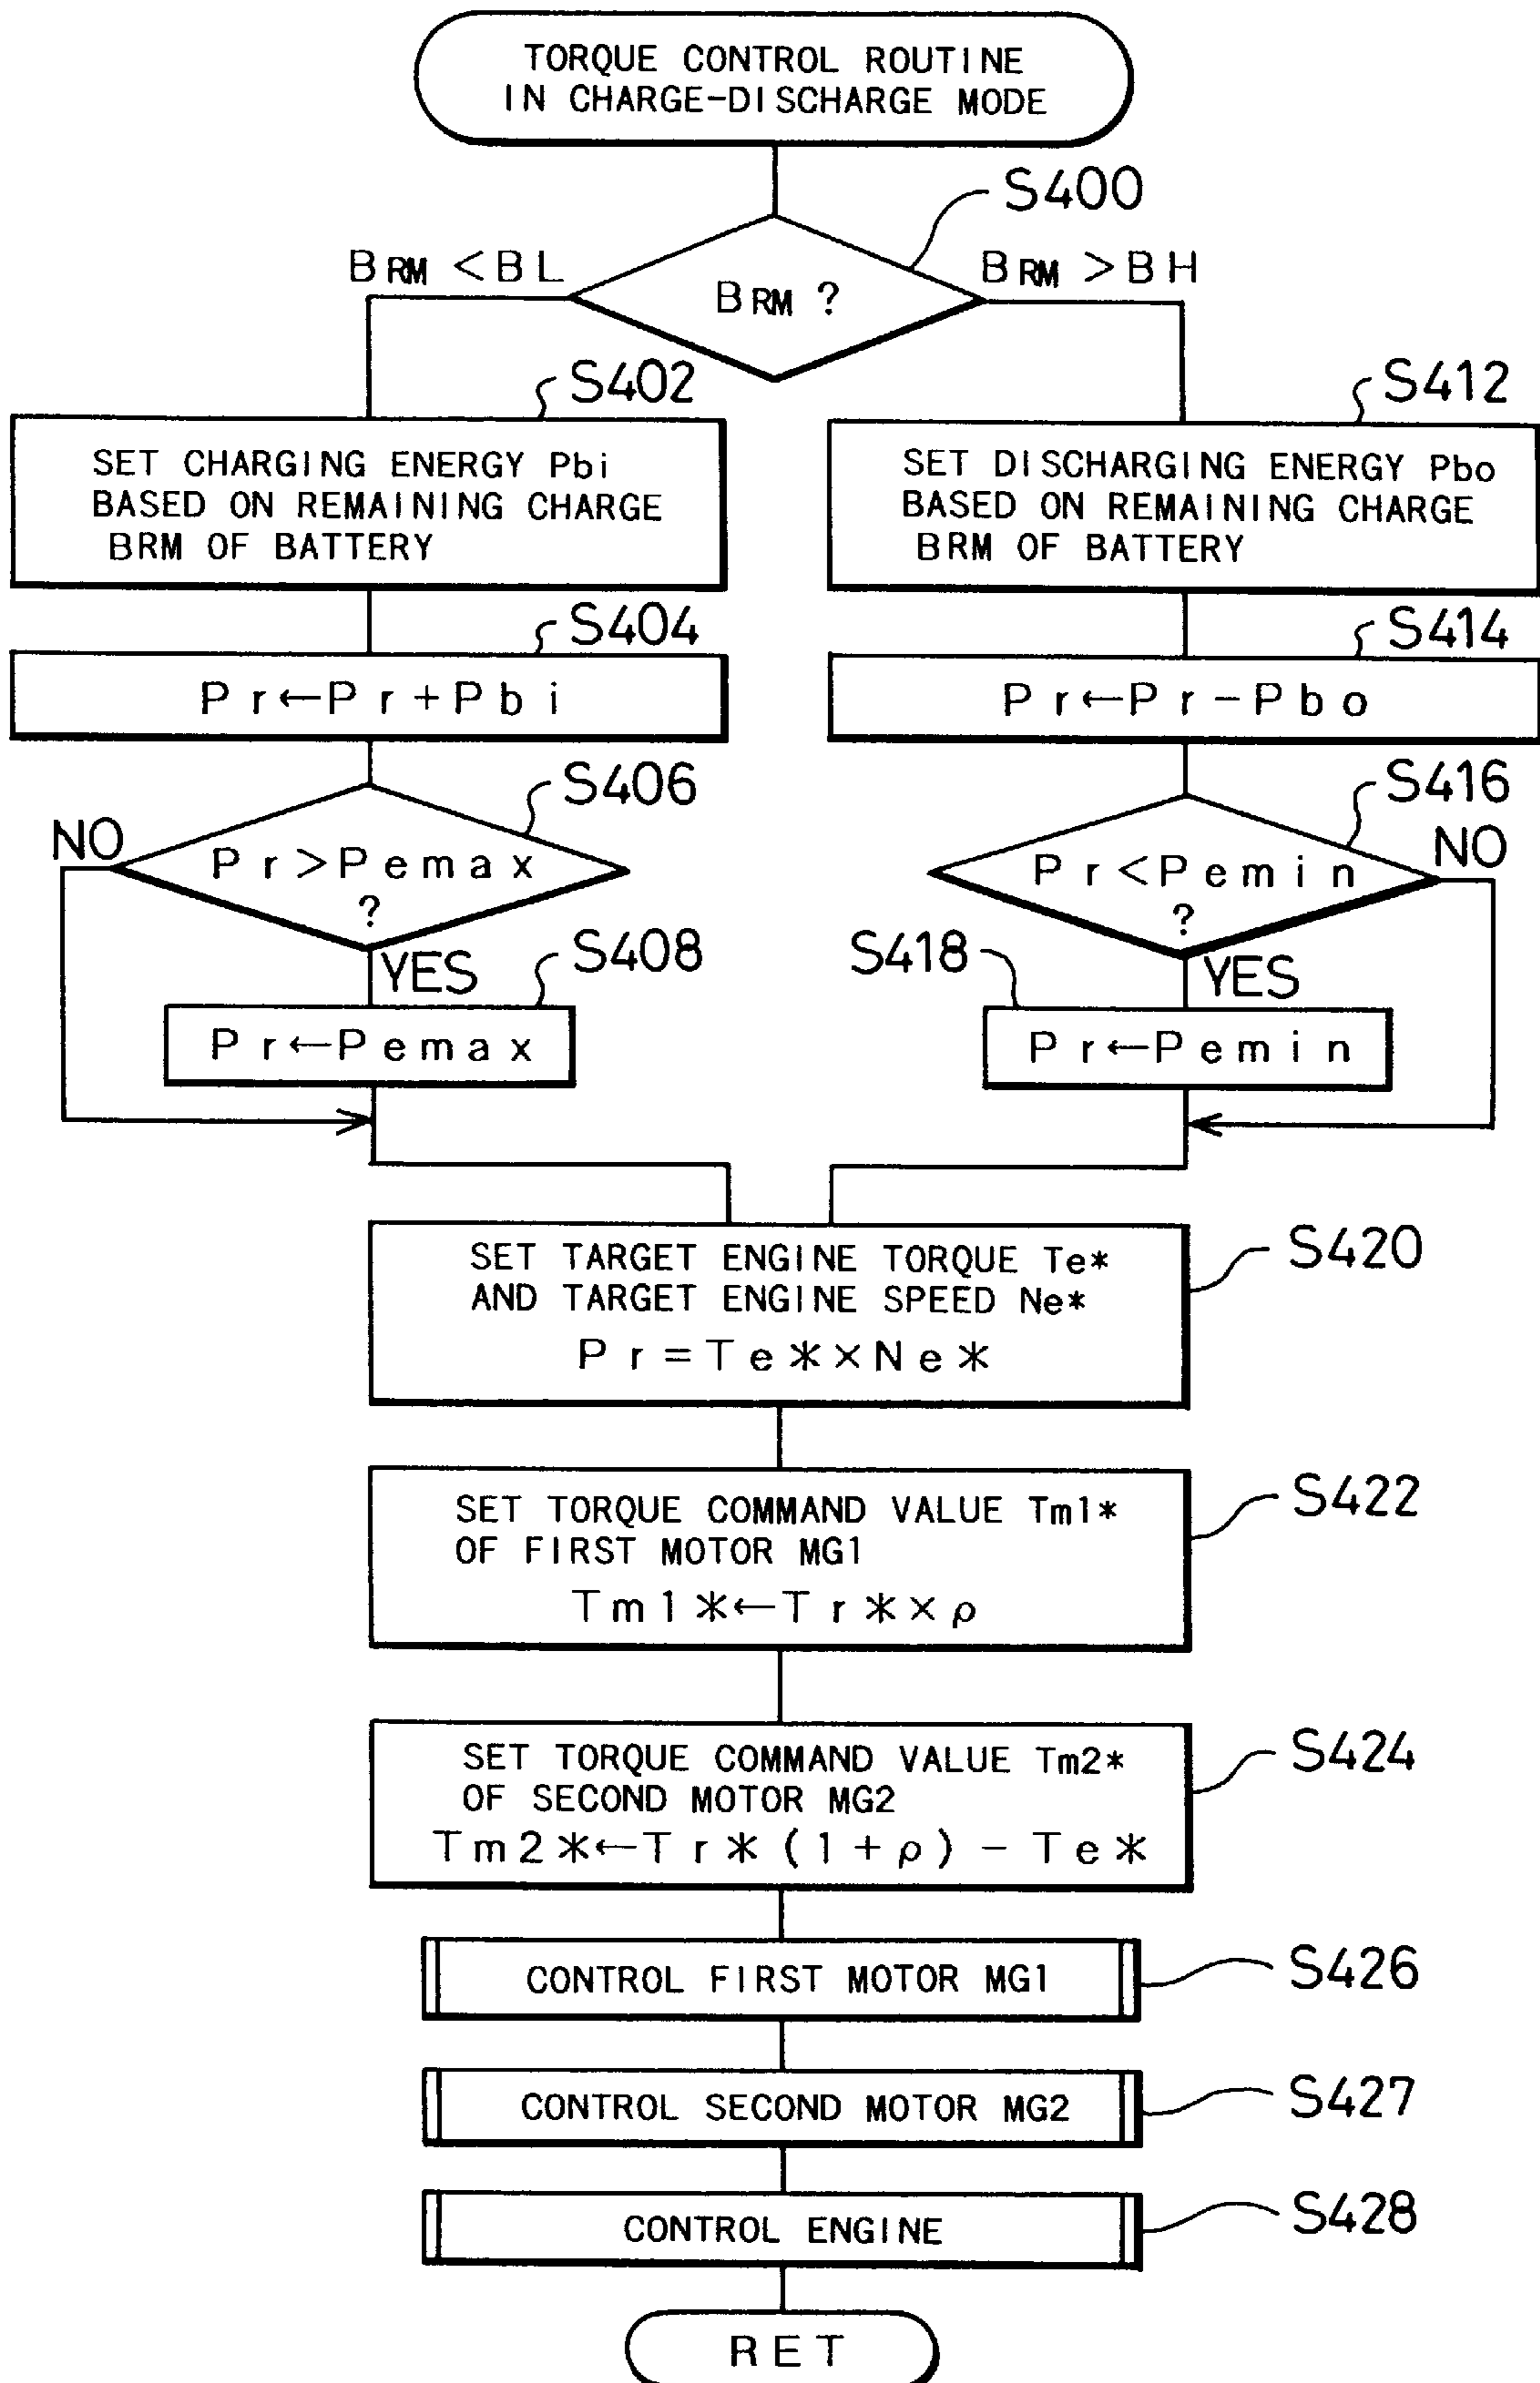 TORQUE CONTROL ROUTINE
IN CHARGE-DISCHARGE MODE
S400
BRM <BL
BRM ?
BRM >BH
S402
SET CHARGING ENERGY Pbi
BASED ON REMAINING CHARGE
BRM OF BATTERY
S412
SET DISCHARGING ENERGY Pbo
BASED ON REMAINING CHARGE
BRM OF BATTERY
S404
Pr←Pr+Pbi
S414
Pr←Pr-Pbo
S406
NO
Pr>Pemax
?
YES
S416
Pr<Pemin
?
NO
YES
S408
Pr←Pemax
S418
Pr←Pemin
S420
SET TARGET ENGINE TORQUE Te*
AND TARGET ENGINE SPEED Ne*
Pr=Te*×Ne*
S422
SET TORQUE COMMAND VALUE Tm1*
OF FIRST MOTOR MG1
Tm1*←Tr*×ρ
S424
SET TORQUE COMMAND VALUE Tm2*
OF SECOND MOTOR MG2
Tm2*←Tr*(1+ρ)-Te*
CONTROL FIRST MOTOR MG1
S426
CONTROL SECOND MOTOR MG2
S427
CONTROL ENGINE
S428
RET